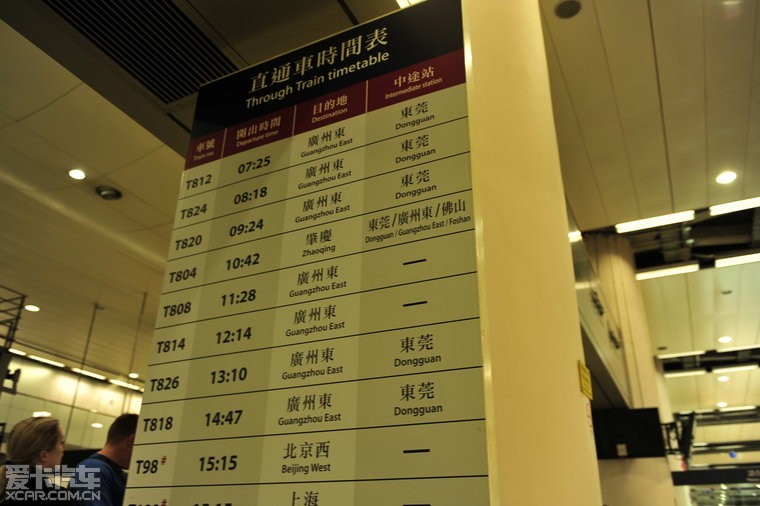 直通車時間表
Through Train timetable
車號 開出時間 目的地 中途站
Train no. Departure time Destination Intermediate station
T812 07:25 廣州東 東莞
Guangzhou East Dongguan
T824 08:18 廣州東 東莞
Guangzhou East Dongguan
T820 09:24 廣州東 東莞
Guangzhou East Dongguan
T804 10:42 肇慶 東莞/廣州東/佛山
Zhaoqing Dongguan / Guangzhou East / Foshan
T808 11:28 廣州東 —
Guangzhou East
T814 12:14 廣州東 —
Guangzhou East
T826 13:10 廣州東 東莞
Guangzhou East Dongguan
T818 14:47 廣州東 東莞
Guangzhou East Dongguan
T98# 15:15 北京西 —
Beijing West
上海 —
爱卡汽车
XCAR.COM.CN